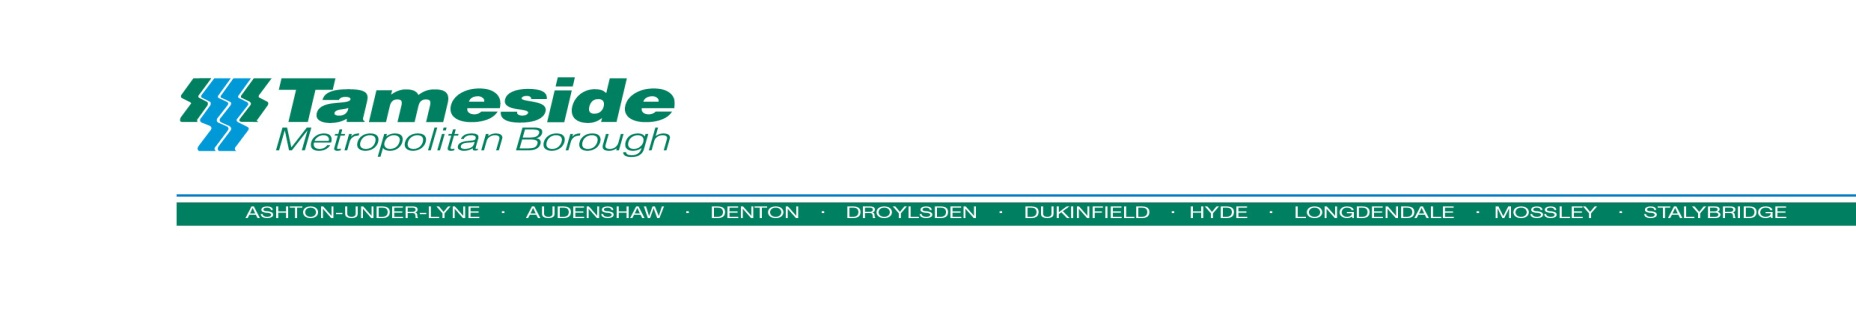 Tameside
Metropolitan Borough
ASHTON-UNDER-LYNE · AUDENSHAW · DENTON · DROYLSDEN · DUKINFIELD · HYDE · LONGDENDALE · MOSSLEY · STALYBRIDGE